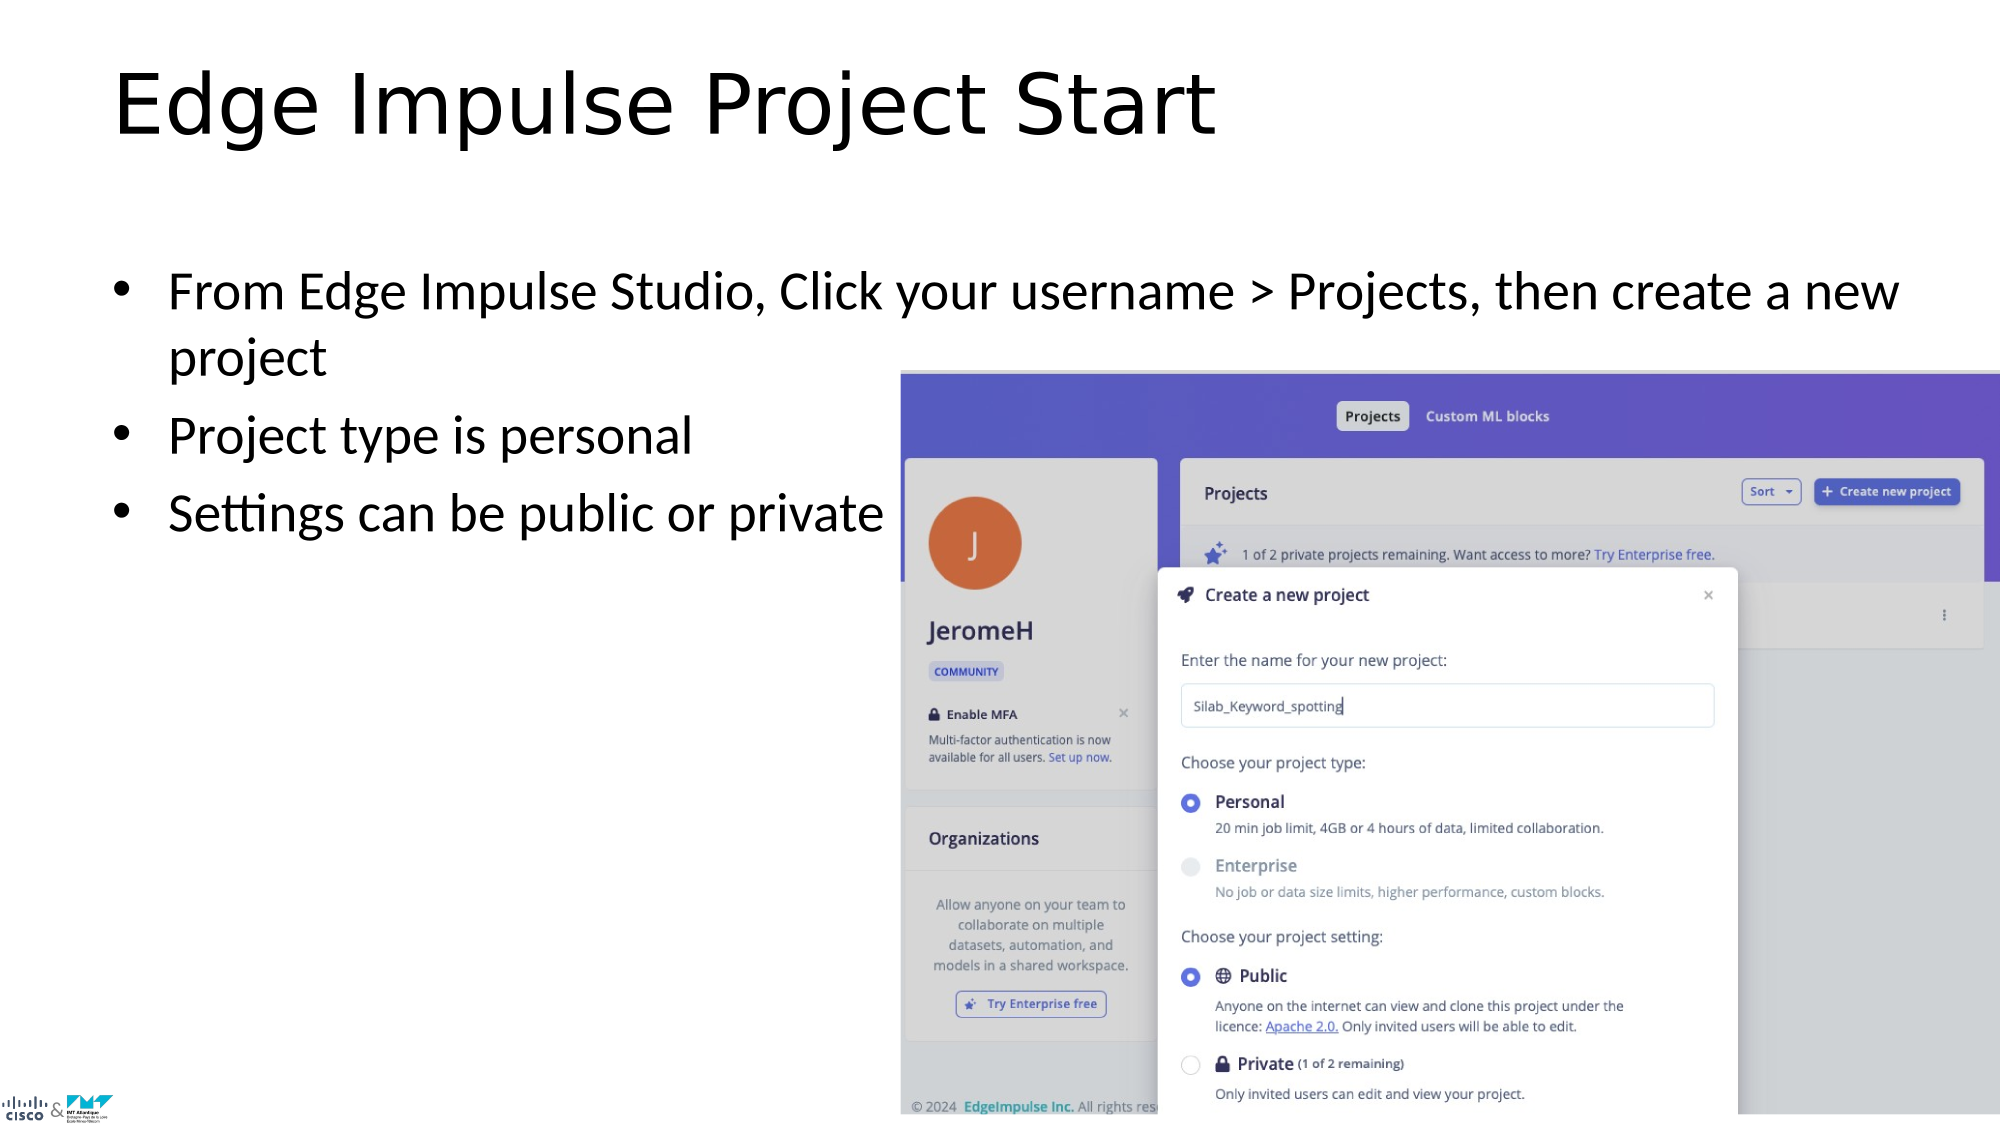 Edge Impulse Project Start
• From Edge Impulse Studio, Click your username > Projects, then create a new
project
• Project type is personal
• Settings can be public or private
Projects Custom ML blocks
J
JeromeH
COMMUNITY
Enable MFA ×
Multi-factor authentication is now
available for all users. Set up now.
Organizations
Allow anyone on your team to
collaborate on multiple
datasets, automation, and
models in a shared workspace.
Try Enterprise free
© 2024 EdgeImpulse Inc. All rights res
Projects
Sort
+ Create new project
1 of 2 private projects remaining. Want access to more? Try Enterprise free.
Create a new project ×
Enter the name for your new project:
Silab_Keyword_spotting
Choose your project type:
Personal
20 min job limit, 4GB or 4 hours of data, limited collaboration.
Enterprise
No job or data size limits, higher performance, custom blocks.
Choose your project setting:
Public
Anyone on the internet can view and clone this project under the
licence: Apache 2.0. Only invited users will be able to edit.
Private (1 of 2 remaining)
Only invited users can edit and view your project.
cisco &
IMT Atlantique